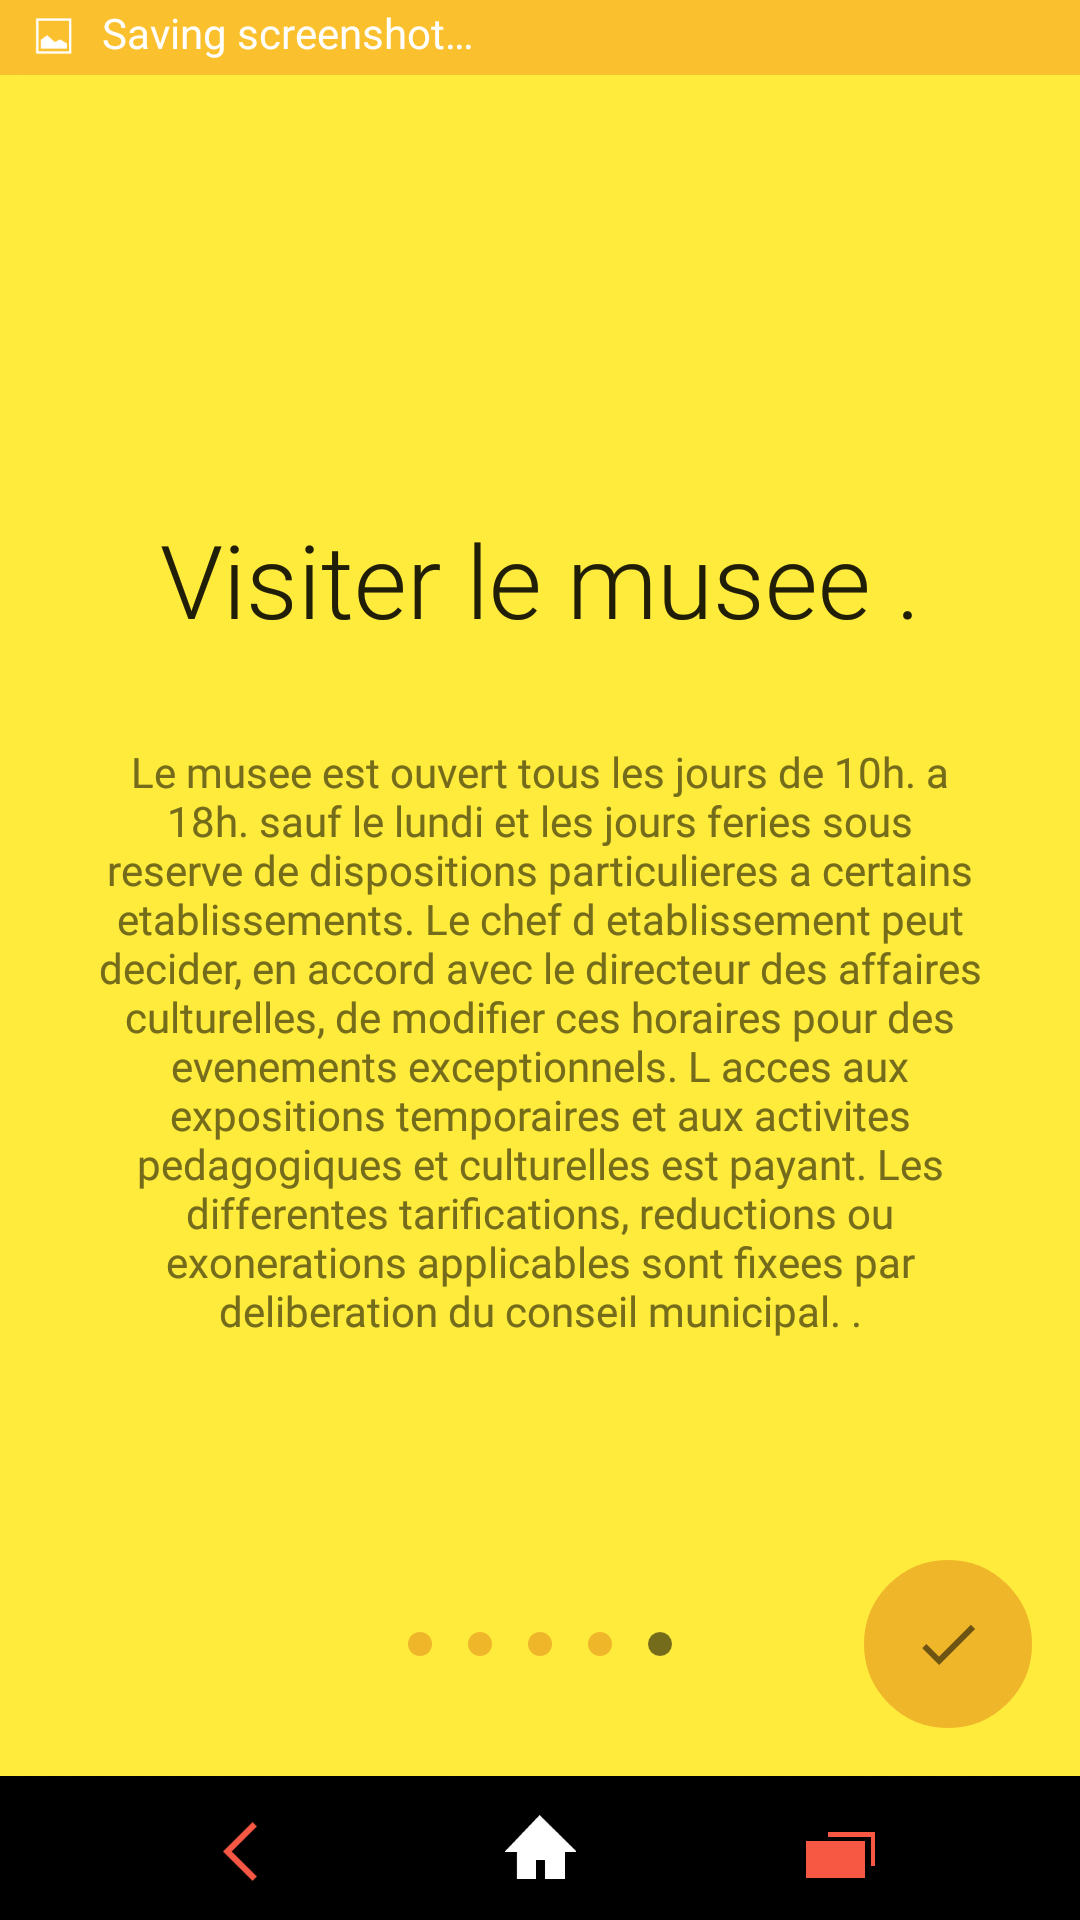 Saving screenshot...
Visiter le musee .
Le musee est ouvert tous les jours de 10h. a
18h. sauf le lundi et les jours feries sous
reserve de dispositions particulieres a certains
etablissements. Le chef d etablissement peut
decider, en accord avec le directeur des affaires
culturelles, de modifier ces horaires pour des
evenements exceptionnels. L acces aux
expositions temporaires et aux activites
pedagogiques et culturelles est payant. Les
differentes tarifications, reductions ou
exonerations applicables sont fixees par
deliberation du conseil municipal. .